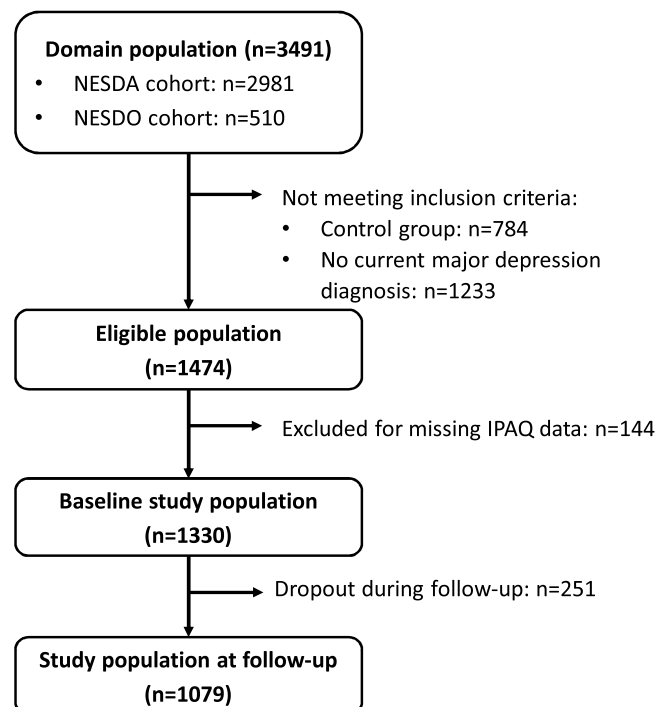 Domain population (n=3491)
• NESDA cohort: n=2981
• NESDO cohort: n=510
Not meeting inclusion criteria:
• Control group: n=784
• No current major depression
diagnosis: n=1233
Eligible population
(n=1474)
Excluded for missing IPAQ data: n=144
Baseline study population
(n=1330)
Dropout during follow-up: n=251
Study population at follow-up
(n=1079)